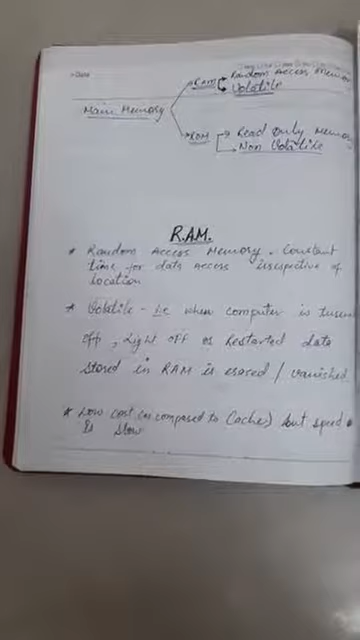 Date
RAM → Random Access Memory
→ Volatile
Main Memory
ROM → Read Only Memory
→ Non Volatile
R.A.M.
* Random Access Memory - Constant
time for data access irrespective of
location
* Volatile - i.e when computer is turned
off, Light off or Restarted data
stored in RAM is erased / vanished
* Low cost (as compared to Cache) but speed
is slow